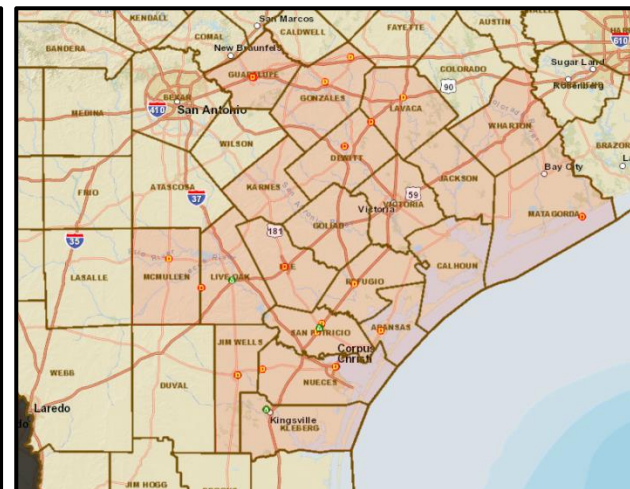 KENDALL
San Marcos
HAYS
AUSTIN
BANDERA
COMAL
CALDWELL
FAYETTE
610
New Braunfels
Sugar Land
GUADALUPE
COLORADO
Rosenberg
BEXAR
GONZALES
90
MEDINA
410
San Antonio
LAVACA
WHARTON
WILSON
DEWITT
BRAZOR
Bay City
FRIO
ATASCOSA
37
KARNES
JACKSON
59
Victoria
VICTORIA
MATAGORDA
35
181
GOLIAD
LASALLE
MCMULLEN
LIVE OAK
CALHOUN
REFUGIO
SAN PATRICIO
ARANSAS
JIM WELLS
Corpus
Christi
WEBB
DUVAL
NUECES
Laredo
Kingsville
KLEBERG
JIM HOGG